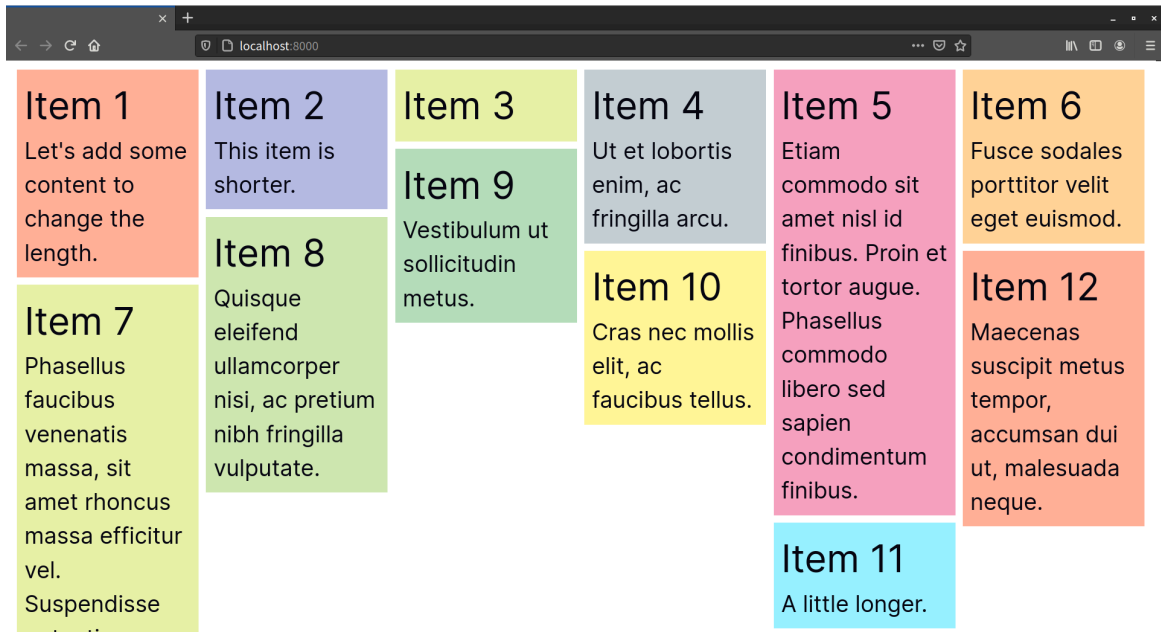 localhost:8000
Item 1
Let's add some
content to
change the
length.
Item 7
Phasellus
faucibus
venenatis
massa, sit
amet rhoncus
massa efficitur
vel.
Suspendisse
Item 2
This item is
shorter.
Item 8
Quisque
eleifend
ullamcorper
nisi, ac pretium
nibh fringilla
vulputate.
Item 3
Item 9
Vestibulum ut
sollicitudin
metus.
Item 4
Ut et lobortis
enim, ac
fringilla arcu.
Item 10
Cras nec mollis
elit, ac
faucibus tellus.
Item 5
Etiam
commodo sit
amet nisl id
finibus. Proin et
tortor augue.
Phasellus
commodo
libero sed
sapien
condimentum
finibus.
Item 11
A little longer.
Item 6
Fusce sodales
porttitor velit
eget euismod.
Item 12
Maecenas
suscipit metus
tempor,
accumsan dui
ut, malesuada
neque.